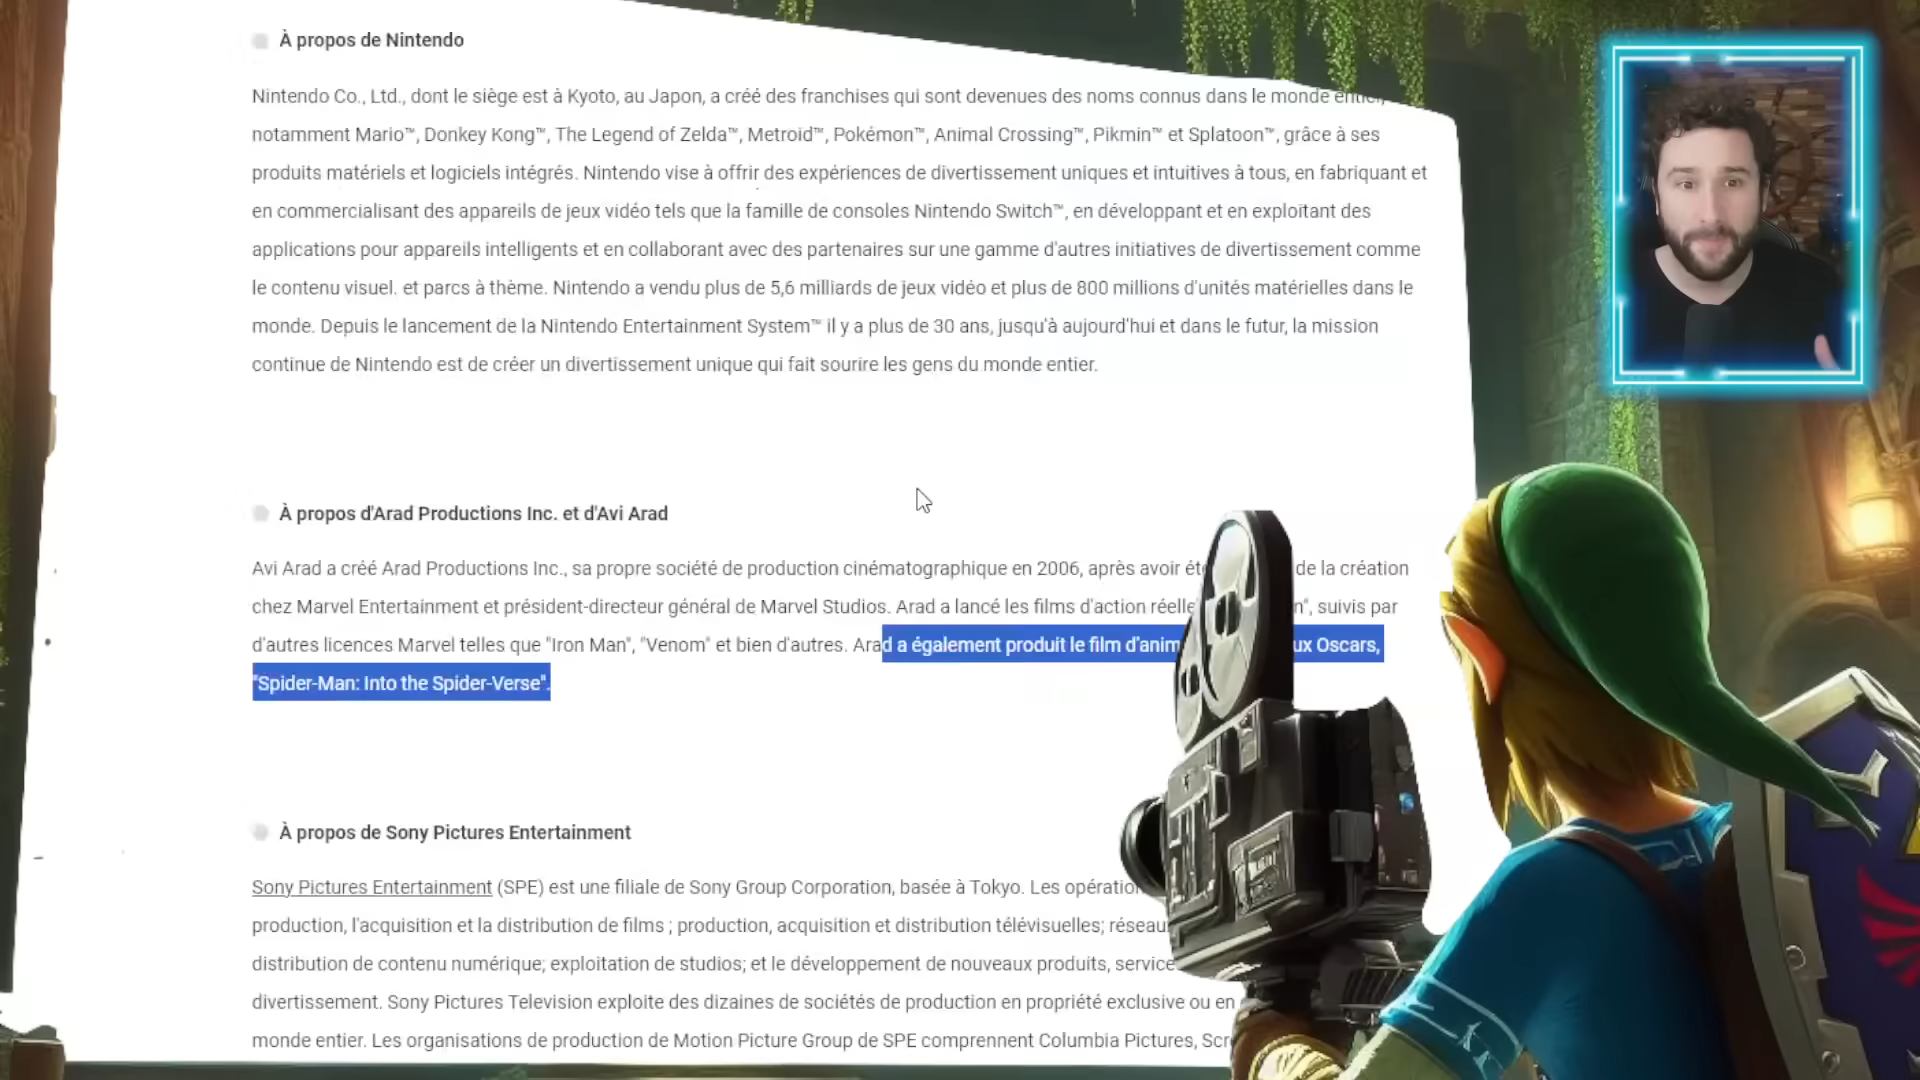 À propos de Nintendo
Nintendo Co., Ltd., dont le siège est à Kyoto, au Japon, a créé des franchises qui sont devenues des noms connus dans le monde entier,
notamment Mario™, Donkey Kong™, The Legend of Zelda™, Metroid™, Pokémon™, Animal Crossing™, Pikmin™ et Splatoon™, grâce à ses
produits matériels et logiciels intégrés. Nintendo vise à offrir des expériences de divertissement uniques et intuitives à tous, en fabriquant et
en commercialisant des appareils de jeux vidéo tels que la famille de consoles Nintendo Switch™, en développant et en exploitant des
applications pour appareils intelligents et en collaborant avec des partenaires sur une gamme d'autres initiatives de divertissement comme
le contenu visuel. et parcs à thème. Nintendo a vendu plus de 5,6 milliards de jeux vidéo et plus de 800 millions d'unités matérielles dans le
monde. Depuis le lancement de la Nintendo Entertainment System™ il y a plus de 30 ans, jusqu'à aujourd'hui et dans le futur, la mission
continue de Nintendo est de créer un divertissement unique qui fait sourire les gens du monde entier.
À propos d'Arad Productions Inc. et d'Avi Arad
Avi Arad a créé Arad Productions Inc., sa propre société de production cinématographique en 2006, après avoir de la création
chez Marvel Entertainment et président-directeur général de Marvel Studios. Arad a lancé les films d'action suivis par
d'autres licences Marvel telles que "Iron Man", "Venom" et bien d'autres. Arad a également produit le film Oscars,
"Spider-Man: Into the Spider-Verse".
À propos de Sony Pictures Entertainment
Sony Pictures Entertainment (SPE) est une filiale de Sony Group Corporation, basée à Tokyo. Les
production, l'acquisition et la distribution de films ; production, acquisition et distribution télévisuelles;
distribution de contenu numérique; exploitation de studios; et le développement de nouveaux produits,
divertissement. Sony Pictures Television exploite des dizaines de sociétés de production en propriété exclusive ou en
monde entier. Les organisations de production de Motion Picture Group de SPE comprennent Columbia Pictures,